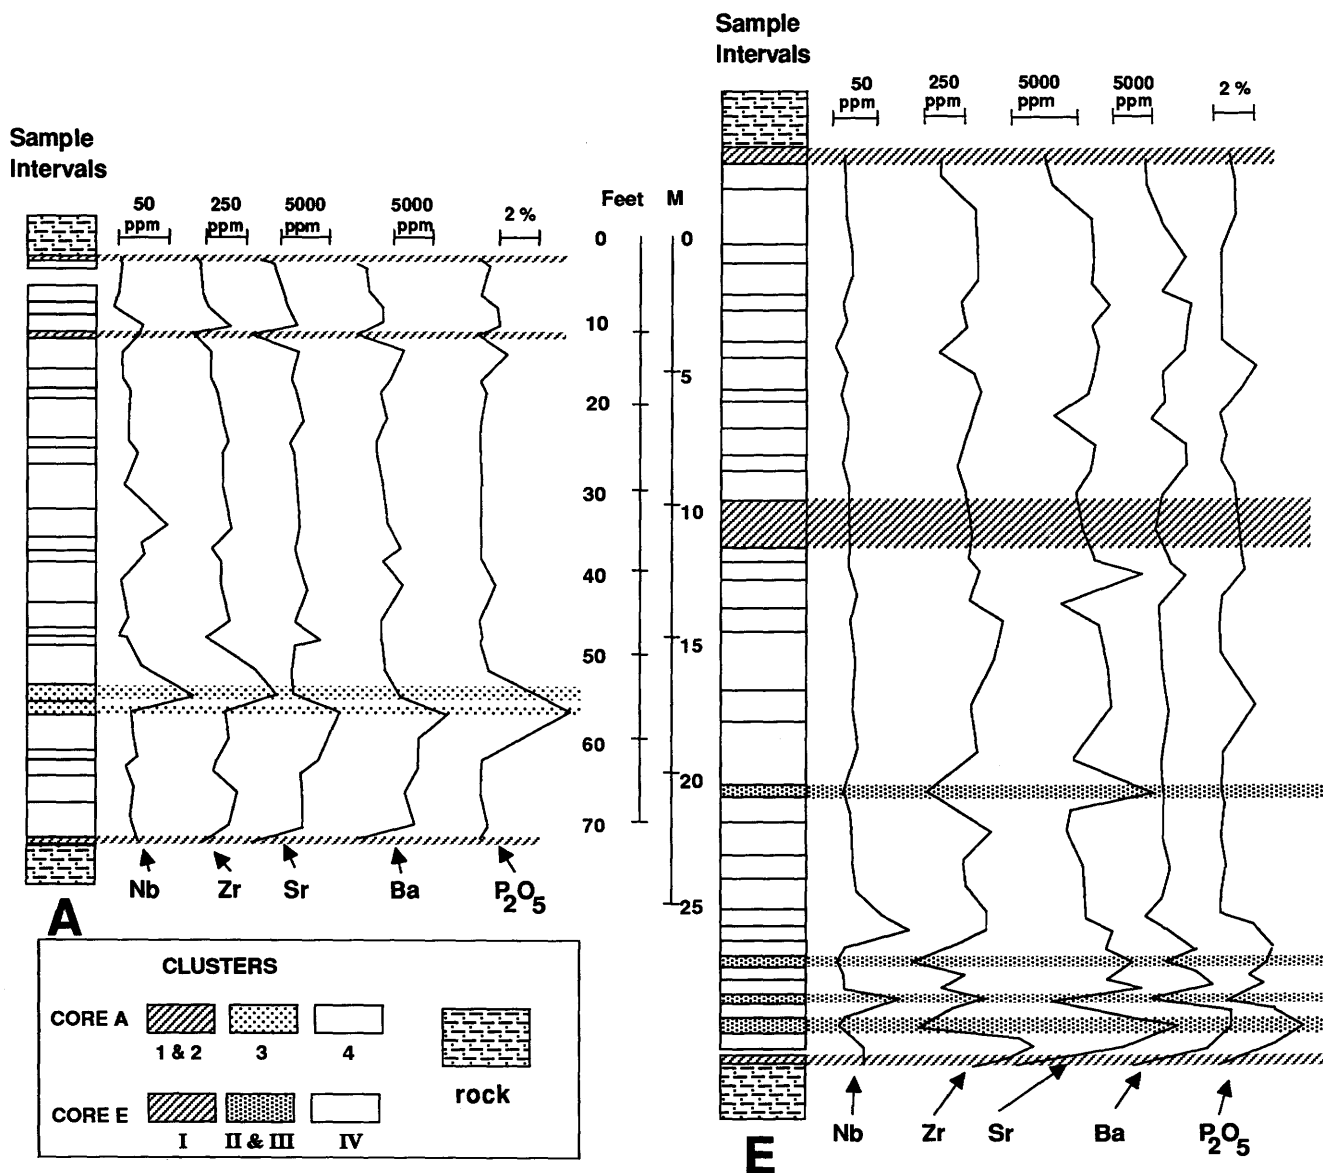 Sample
Intervals
50
ppm
250
ppm
5000
ppm
5000
ppm
2 %
Sample
Intervals
50
ppm
250
ppm
5000
ppm
5000
ppm
2 %
Feet M
0 0
10
5
20
30
10
40
15
50
60
20
70
25
Nb Zr Sr Ba P2O5
A
Nb Zr Sr Ba P2O5
E
CLUSTERS
CORE A
1 & 2 3 4
CORE E
I II & III IV
rock